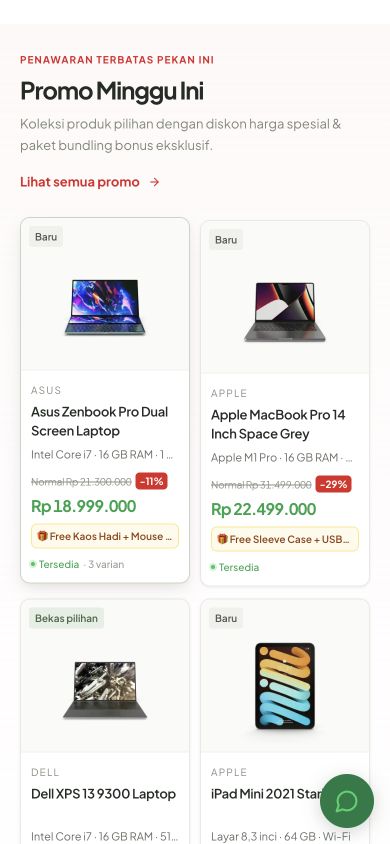 PENAWARAN TERBATAS PEKAN INI
Promo Minggu Ini
Koleksi produk pilihan dengan diskon harga spesial &
paket bundling bonus eksklusif.
Lihat semua promo →
Baru
ASUS
Asus Zenbook Pro Dual
Screen Laptop
Intel Core i7 · 16 GB RAM · 1 ...
Normal Rp 21.300.000 -11%
Rp 18.999.000
Free Kaos Hadi + Mouse ...
Tersedia · 3 varian
Baru
APPLE
Apple MacBook Pro 14
Inch Space Grey
Apple M1 Pro · 16 GB RAM · ...
Normal Rp 31.499.000 -29%
Rp 22.499.000
Free Sleeve Case + USB...
Tersedia
Bekas pilihan
DELL
Dell XPS 13 9300 Laptop
Intel Core i7 · 16 GB RAM · 51...
Baru
APPLE
iPad Mini 2021
Layar 8,3 inci · 64 GB · Wi-Fi